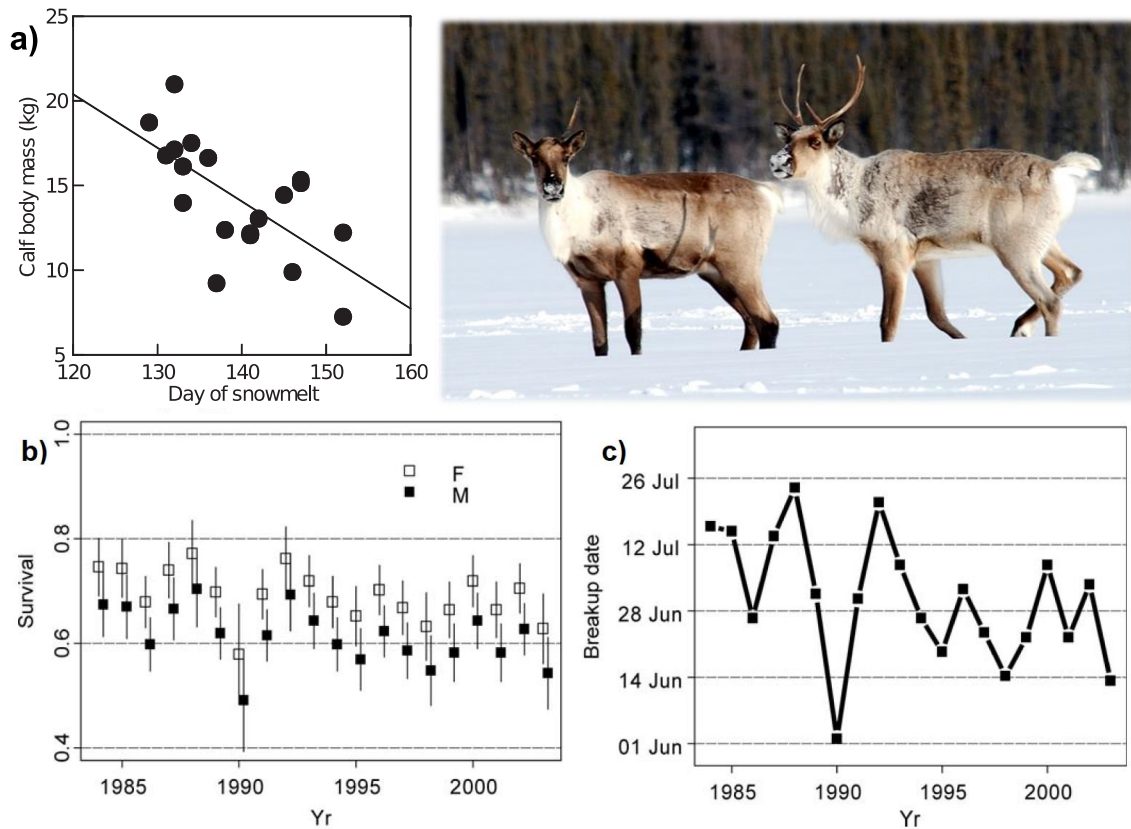 a)
25
20
15
10
5
Calf body mass (kg)
120
130
140
150
160
Day of snowmelt
b)
1.0
0.8
0.6
0.4
Survival
F
M
1985
1990
1995
2000
Yr
c)
26 Jul
12 Jul
28 Jun
14 Jun
01 Jun
Breakup date
1985
1990
1995
2000
Yr